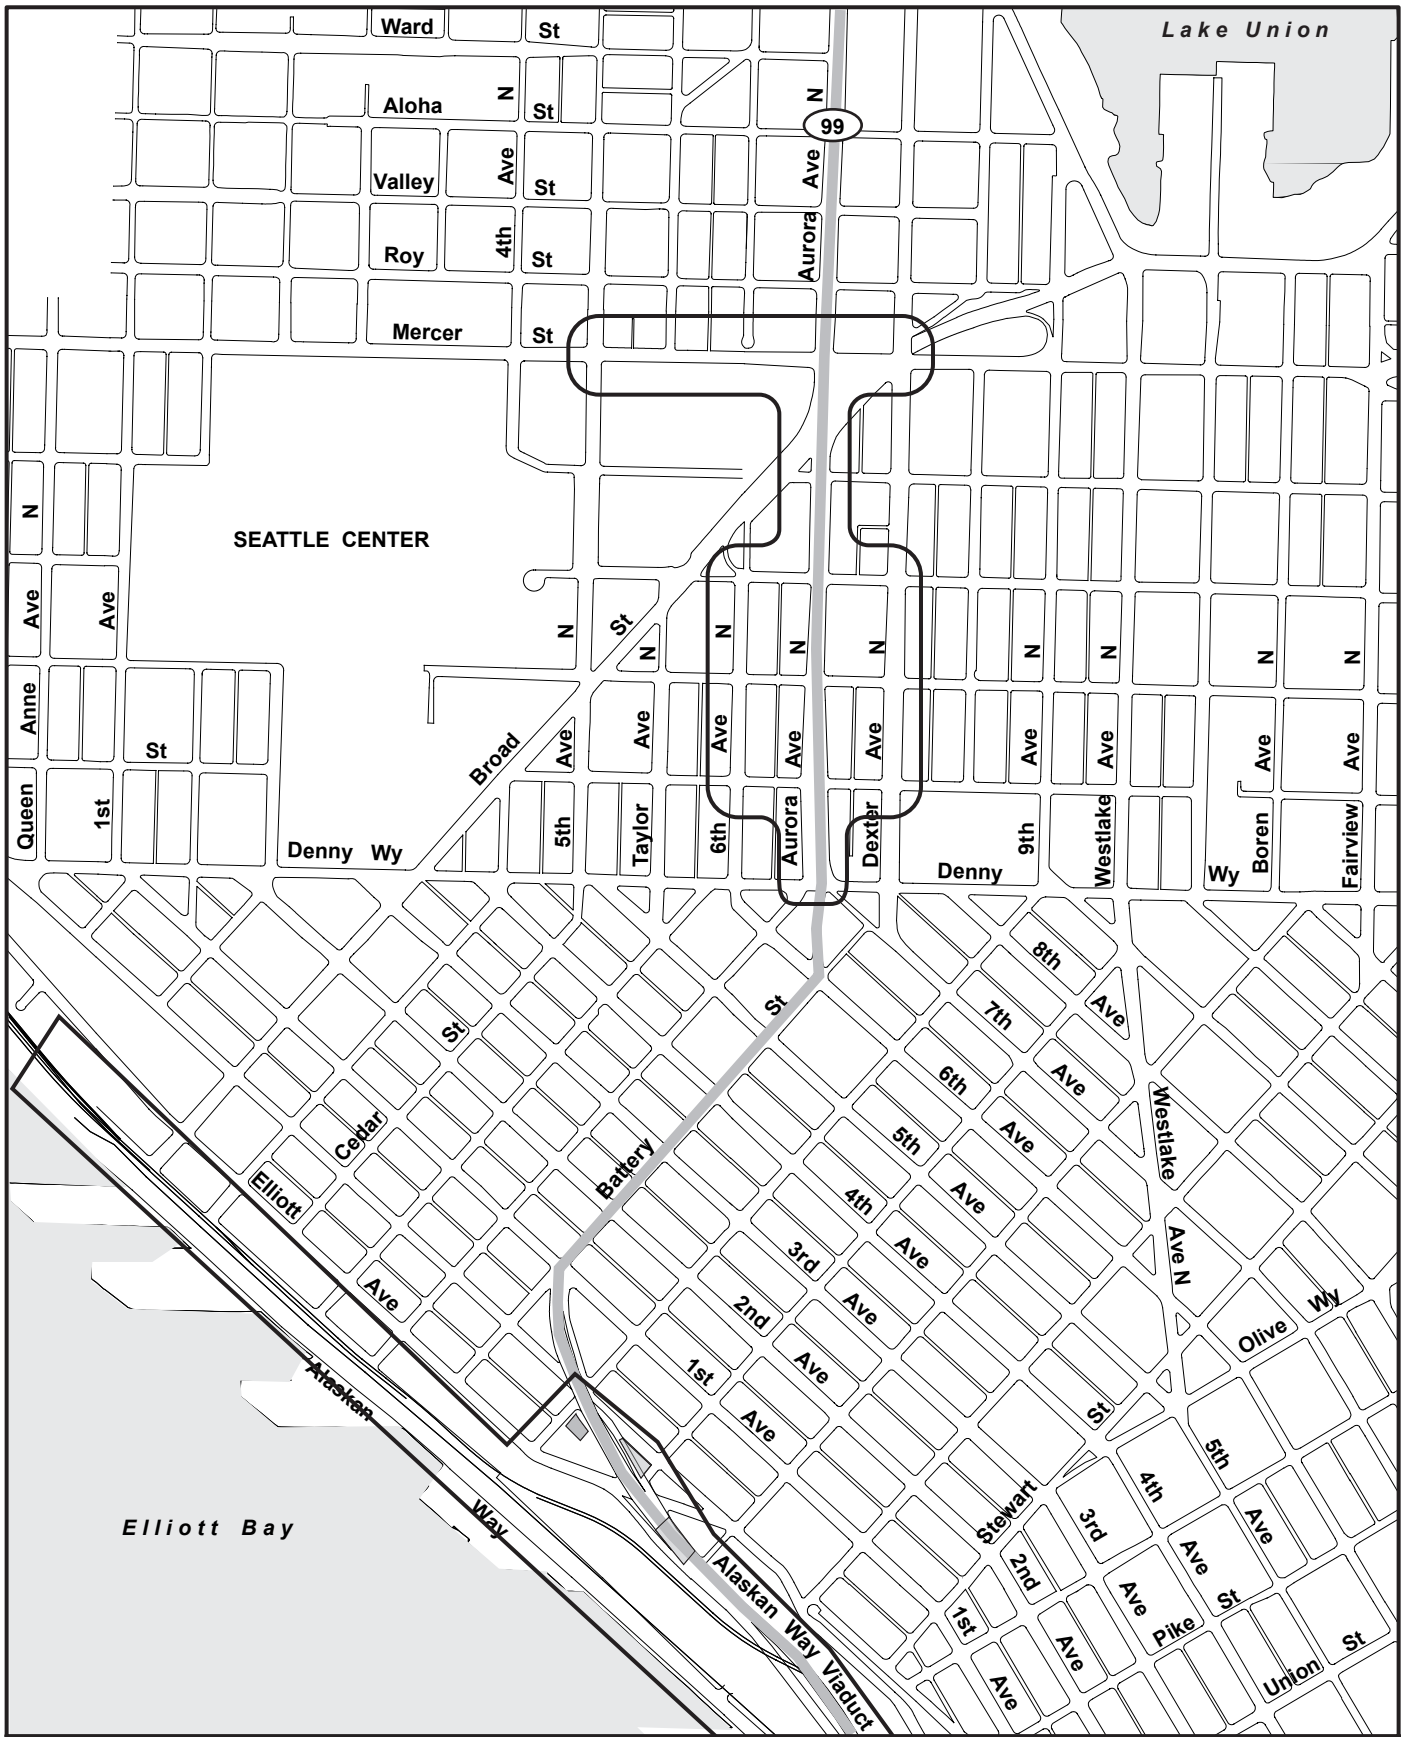 Lake Union
Ward St
Aloha St
4th Ave N
Aurora Ave N
99
Valley St
Roy St
Mercer St
SEATTLE CENTER
Queen Anne Ave N
1st Ave N
St
Broad St
5th Ave N
Taylor Ave N
6th Ave N
Aurora Ave N
Dexter Ave N
9th Ave N
Westlake Ave N
Boren Ave N
Fairview Ave N
Denny Wy
Denny Wy
8th Ave
7th Ave
6th Ave
5th Ave
4th Ave
3rd Ave
2nd Ave
1st Ave
Westlake Ave N
Cedar St
Battery St
Elliott Ave
Olive Wy
Stewart St
5th Ave
4th Ave
3rd Ave
2nd Ave
1st Ave
Pike St
Union St
Alaskan Way
Alaskan Way Viaduct
Elliott Bay